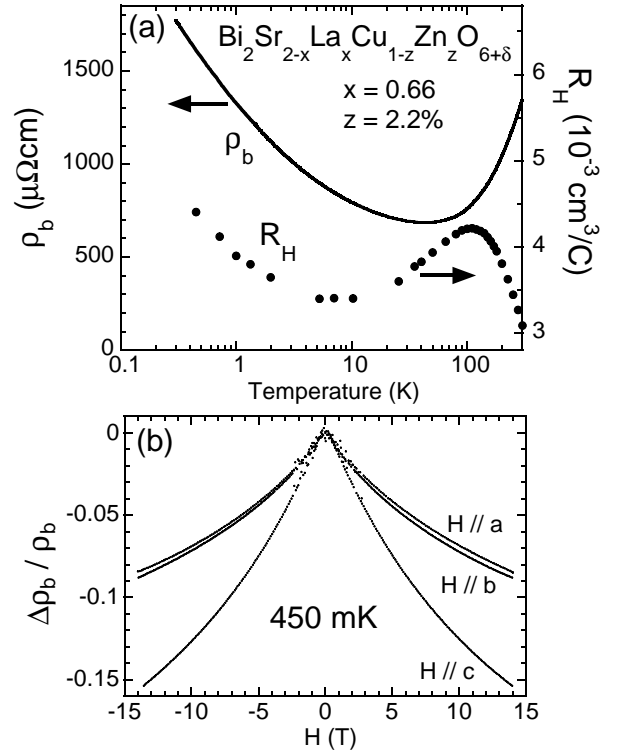 (a)
Bi2Sr2-xLaxCu1-zZnzO6+δ
x = 0.66
z = 2.2%
ρb
RH
ρb (μΩcm)
1500
1000
500
0
RH (10-3 cm3/C)
6
5
4
3
0.1
1
10
100
Temperature (K)
(b)
H // a
H // b
H // c
450 mK
Δρb / ρb
0
-0.05
-0.1
-0.15
-15
-10
-5
0
5
10
15
H (T)